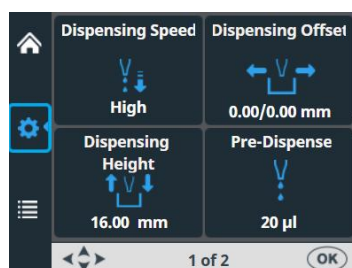 Dispensing Speed
High
Dispensing Offset
0.00/0.00 mm
Dispensing
Height
16.00 mm
Pre-Dispense
20 µl
1 of 2
OK